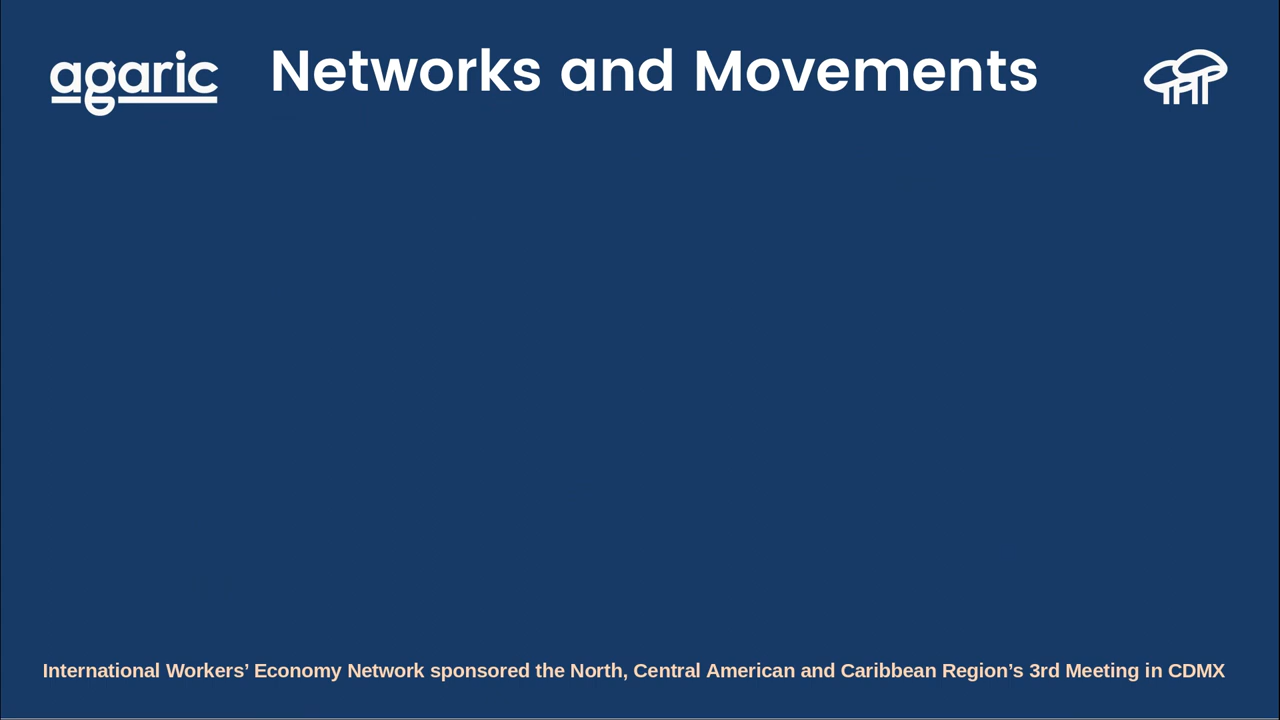 agaric
Networks and Movements
International Workers’ Economy Network sponsored the North, Central American and Caribbean Region’s 3rd Meeting in CDMX